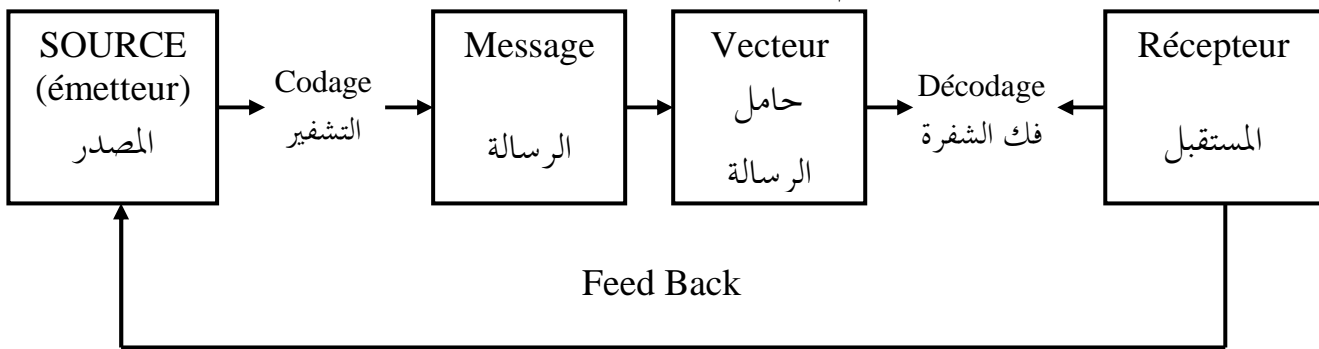 SOURCE
(émetteur)
المصدر
Codage
التشفير
Message
الرسالة
Vecteur
حامل
الرسالة
Décodage
فك الشفرة
Récepteur
المستقبل
Feed Back